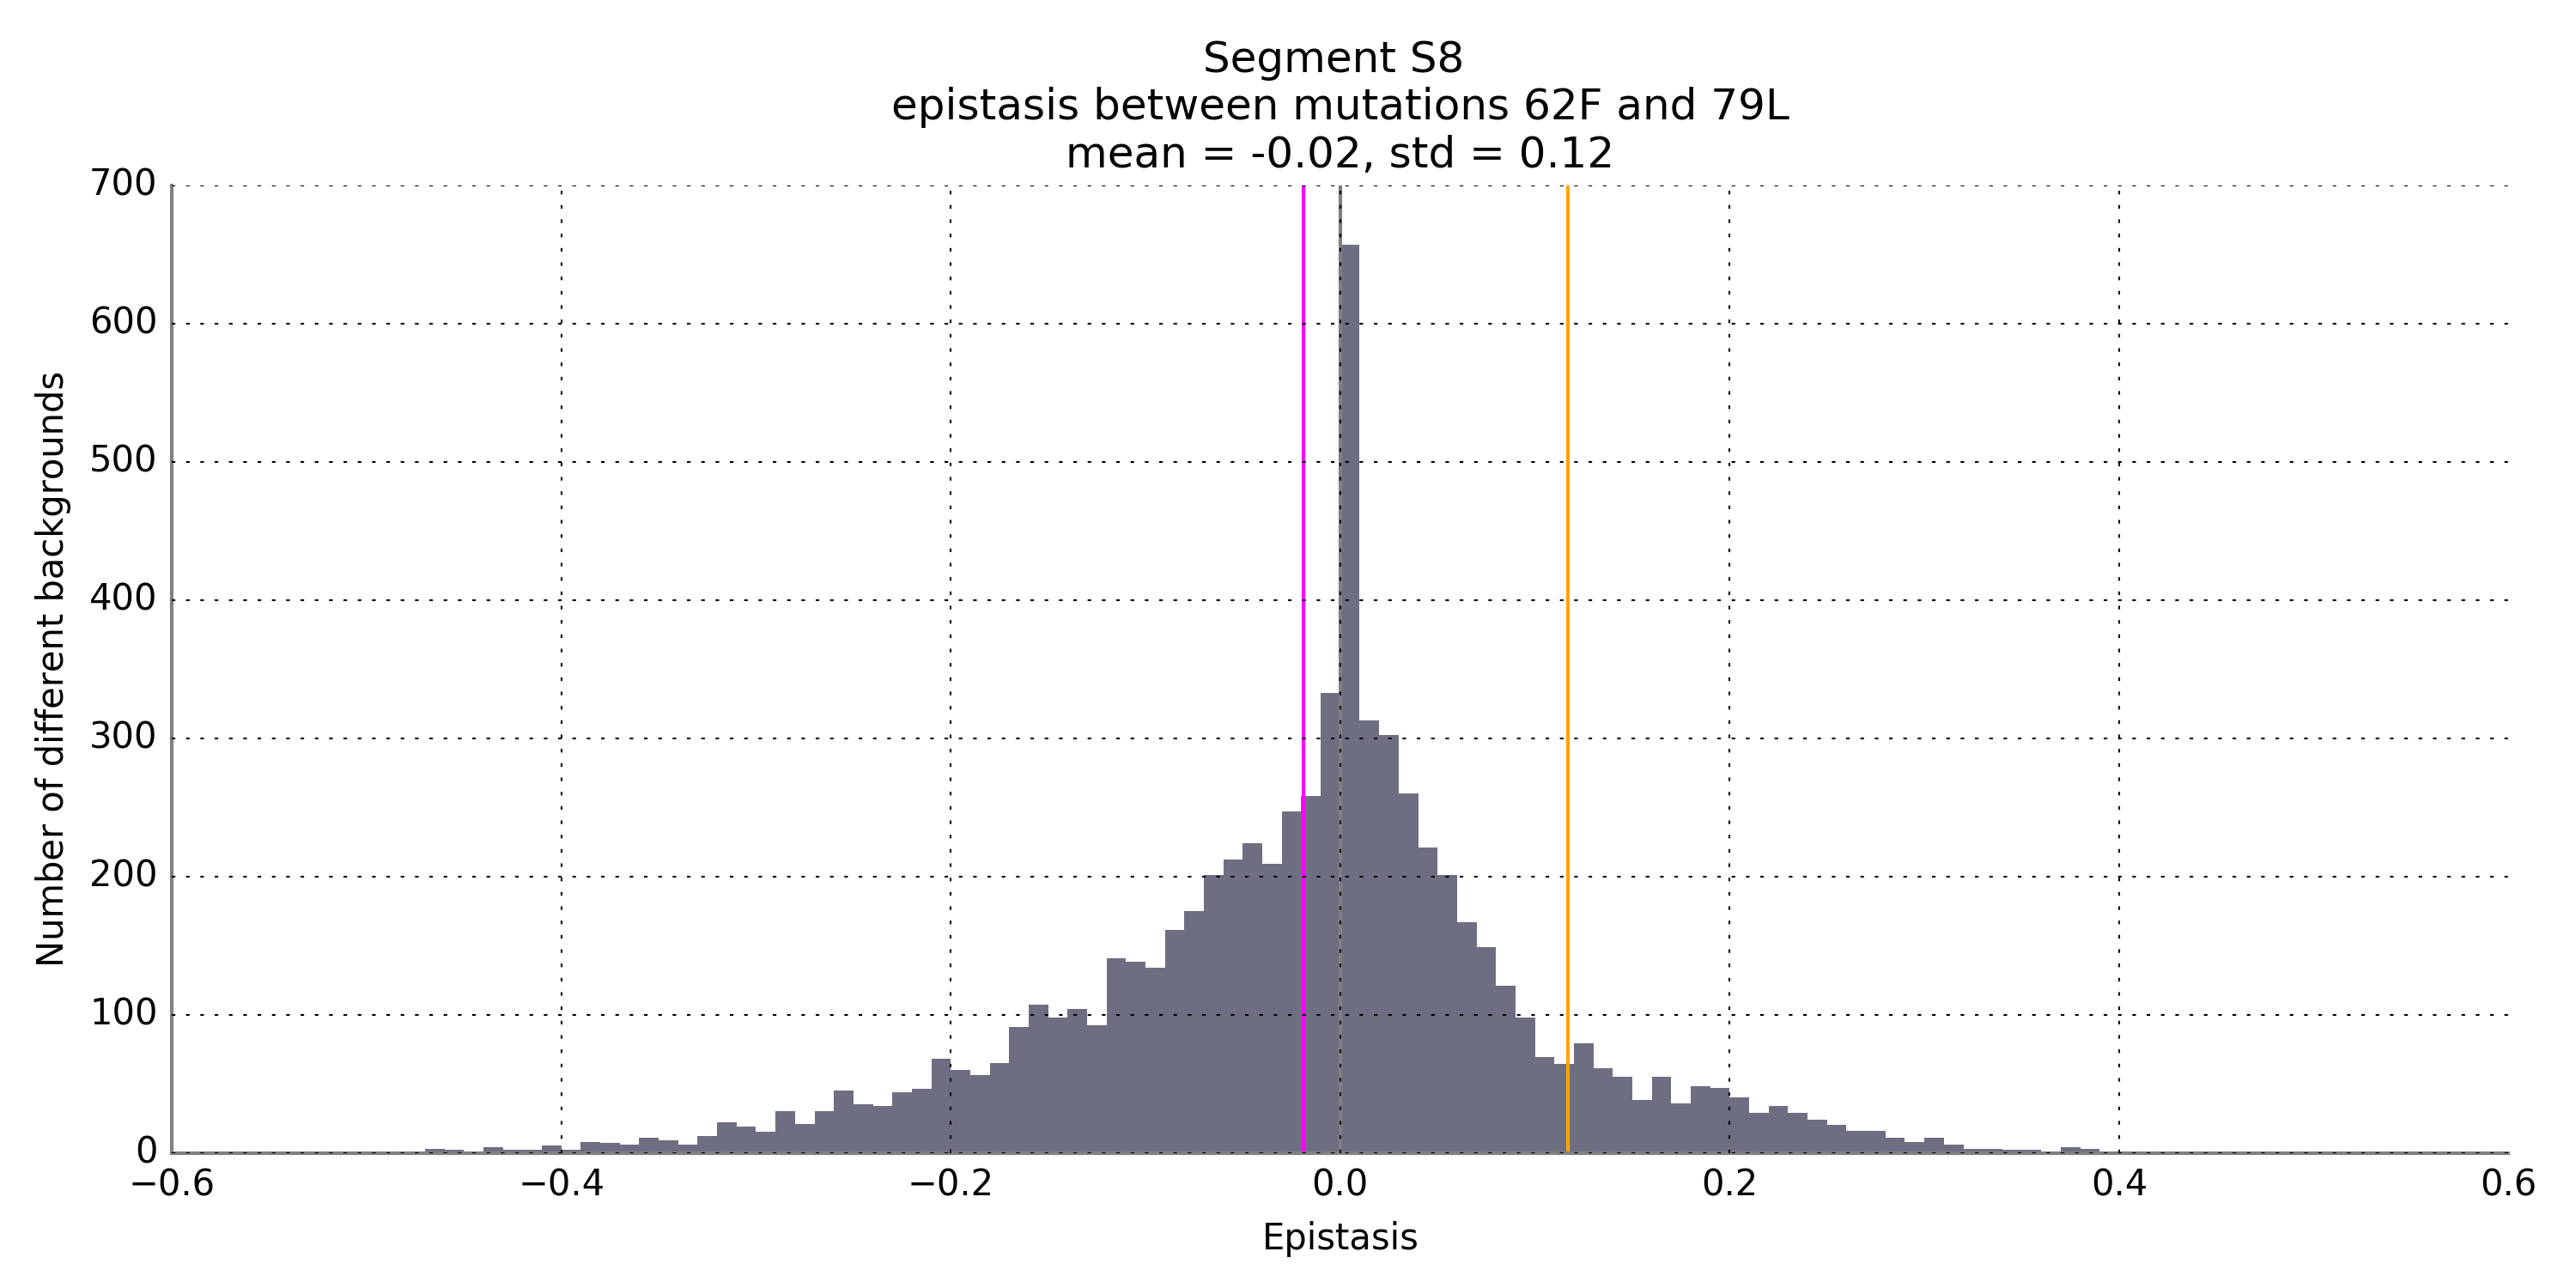 Segment S8
epistasis between mutations 62F and 79L
mean = -0.02, std = 0.12
700
600
500
400
300
200
100
0
Number of different backgrounds
−0.6 −0.4 −0.2 0.0 0.2 0.4 0.6
Epistasis